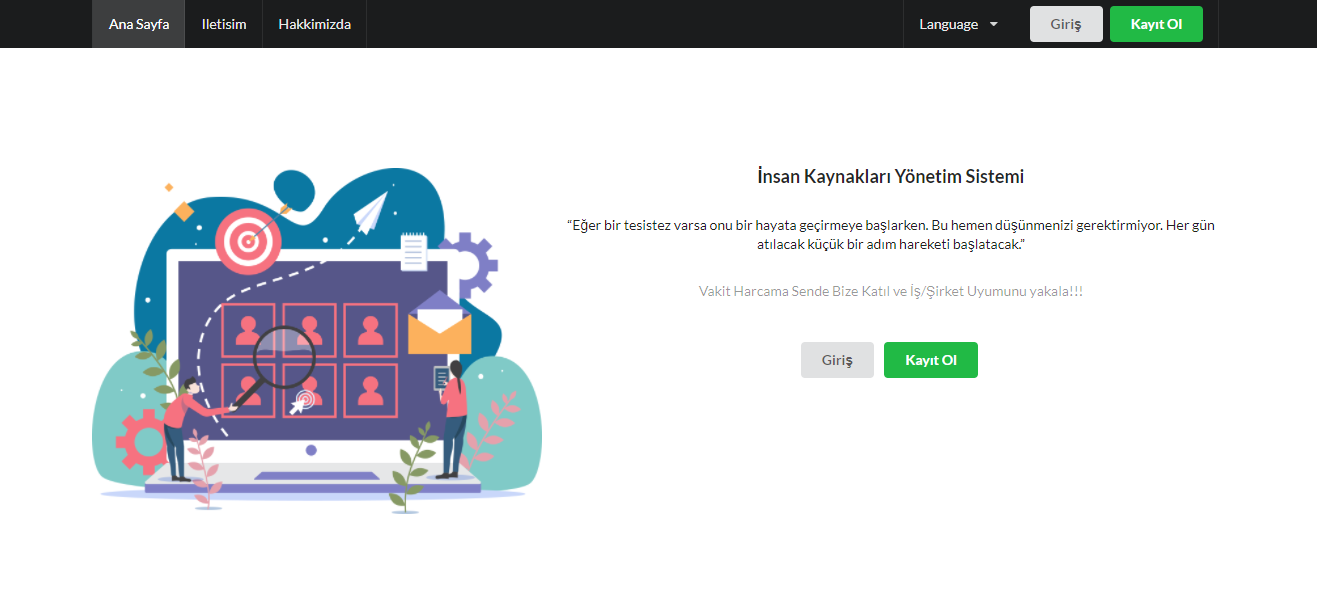 Ana Sayfa
Iletisim
Hakkimizda
Language
Giriş
Kayıt Ol
İnsan Kaynakları Yönetim Sistemi
“Eğer bir tesistez varsa onu bir hayata geçirmeye başlarken. Bu hemen düşünmenizi gerektirmiyor. Her gün
atılacak küçük bir adım hareketi başlatacak.”
Vakit Harcama Sende Bize Katıl ve İş/Şirket Uyumunu yakala!!!
Giriş
Kayıt Ol